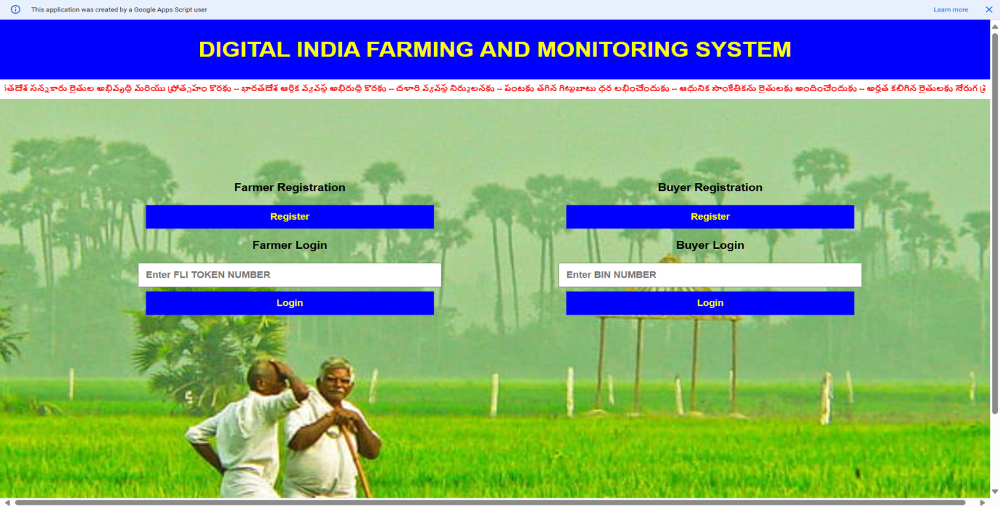 This application was created by a Google Apps Script user
Learn more
DIGITAL INDIA FARMING AND MONITORING SYSTEM
సన్నకారు రైతుల అభివృద్ధి మరియు ప్రోత్సహం కొరకు -- భారతదేశ ఆర్థిక వ్యవస్థ అభిరుద్ధి కొరకు -- దళారి వ్యవస్థ నిర్ములనకు -- పంటకు తగిన గిట్టుబాటు ధర లభించేందుకు -- ఆధునిక సాంకేతికను రైతులకు అందించేందుకు -- అర్హత కలిగిన రైతులకు నేరుగ
Farmer Registration
Register
Farmer Login
Enter FLI TOKEN NUMBER
Login
Buyer Registration
Register
Buyer Login
Enter BIN NUMBER
Login